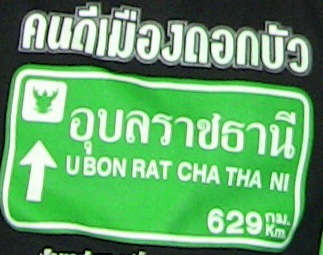 คนดีเมืองดอกบัว
อุบลราชธานี
UBON RAT CHA THA NI
629 กม.
Km.